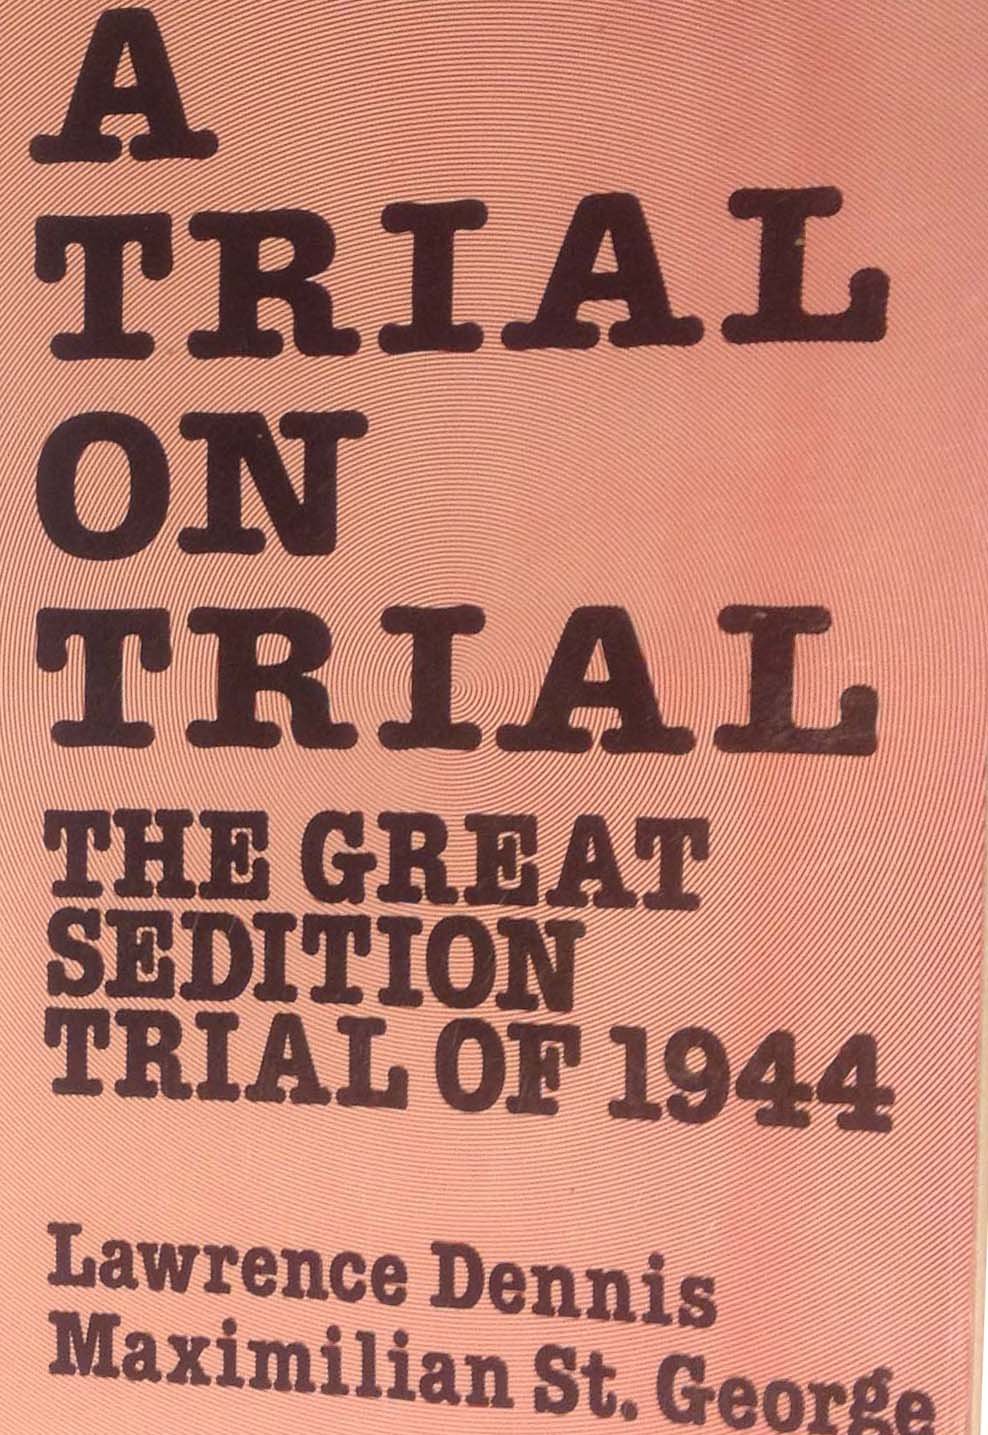 A
TRIAL
ON
TRIAL
THE GREAT
SEDITION
TRIAL OF 1944
Lawrence Dennis
Maximilian St. George